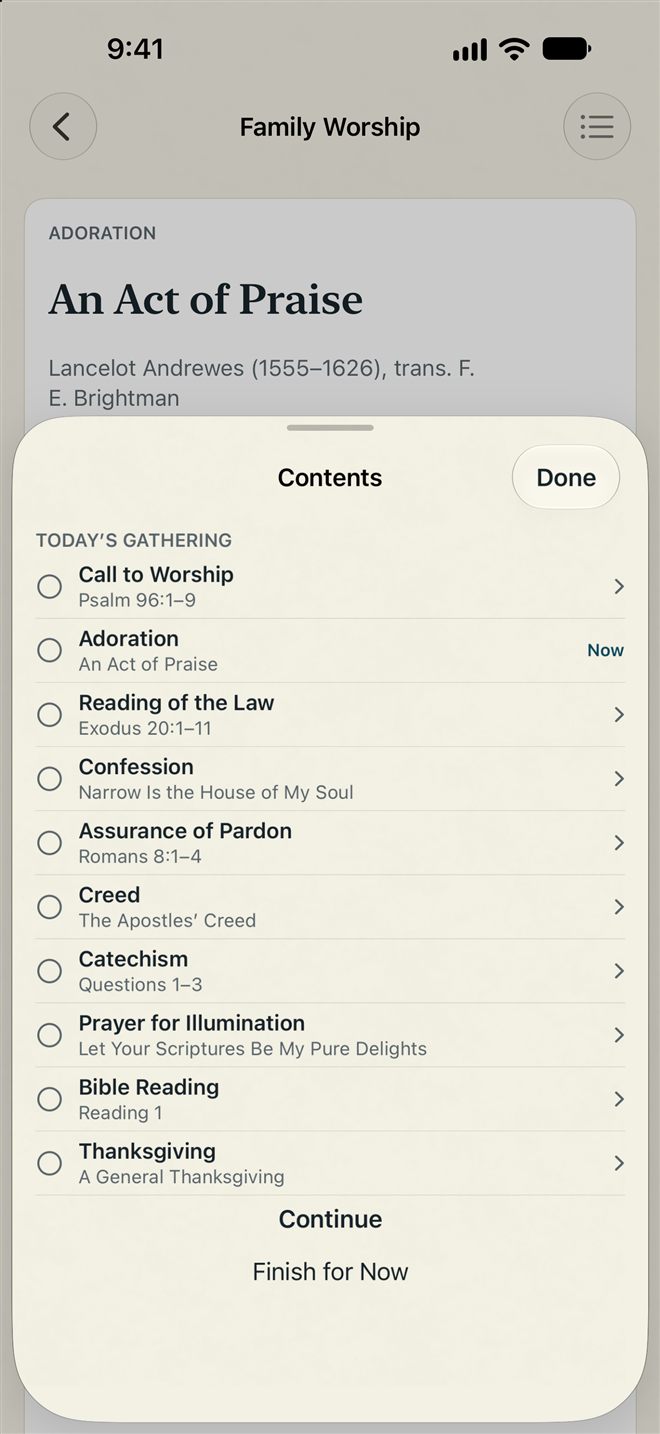 9:41
Family Worship
ADORATION
An Act of Praise
Lancelot Andrewes (1555–1626), trans. F.
E. Brightman
Contents
Done
TODAY’S GATHERING
Call to Worship
Psalm 96:1–9
Adoration
An Act of Praise
Now
Reading of the Law
Exodus 20:1–11
Confession
Narrow Is the House of My Soul
Assurance of Pardon
Romans 8:1–4
Creed
The Apostles’ Creed
Catechism
Questions 1–3
Prayer for Illumination
Let Your Scriptures Be My Pure Delights
Bible Reading
Reading 1
Thanksgiving
A General Thanksgiving
Continue
Finish for Now